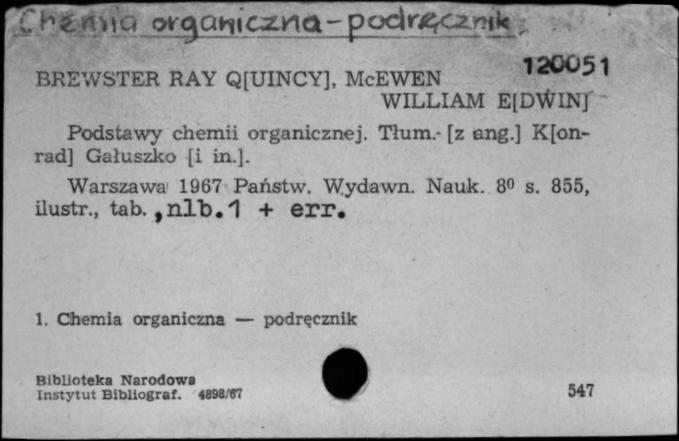 Chemia organiczna - podręcznik
120051
BREWSTER RAY Q[UINCY], McEWEN
WILLIAM E[DWIN]
Podstawy chemii organicznej. Tłum. [z ang.] K[on-
rad] Gałuszko [i in.].
Warszawa 1967 Państw. Wydawn. Nauk. 8⁰ s. 855,
ilustr., tab. ,nlb.1 + err.
1. Chemia organiczna — podręcznik
Biblioteka Narodowa
Instytut Bibliograf. 4898/67
547